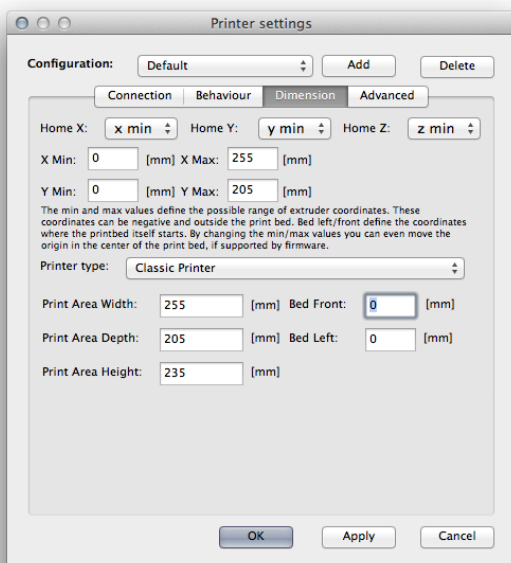 Printer settings
Configuration: Default Add Delete
Connection Behaviour Dimension Advanced
Home X: x min Home Y: y min Home Z: z min
X Min: 0 [mm] X Max: 255 [mm]
Y Min: 0 [mm] Y Max: 205 [mm]
The min and max values define the possible range of extruder coordinates. These
coordinates can be negative and outside the print bed. Bed left/front define the coordinates
where the printbed itself starts. By changing the min/max values you can even move the
origin in the center of the print bed, if supported by firmware.
Printer type: Classic Printer
Print Area Width: 255 [mm] Bed Front: 0 [mm]
Print Area Depth: 205 [mm] Bed Left: 0 [mm]
Print Area Height: 235 [mm]
OK Apply Cancel